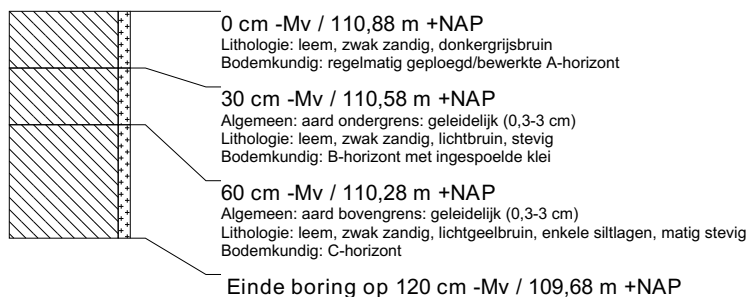 0 cm -Mv / 110,88 m +NAP
Lithologie: leem, zwak zandig, donkergrijsbruin
Bodemkundig: regelmatig geploegd/bewerkte A-horizont
30 cm -Mv / 110,58 m +NAP
Algemeen: aard ondergrens: geleidelijk (0,3-3 cm)
Lithologie: leem, zwak zandig, lichtbruin, stevig
Bodemkundig: B-horizont met ingespoelde klei
60 cm -Mv / 110,28 m +NAP
Algemeen: aard bovengrens: geleidelijk (0,3-3 cm)
Lithologie: leem, zwak zandig, lichtgeelbruin, enkele siltlagen, matig stevig
Bodemkundig: C-horizont
Einde boring op 120 cm -Mv / 109,68 m +NAP